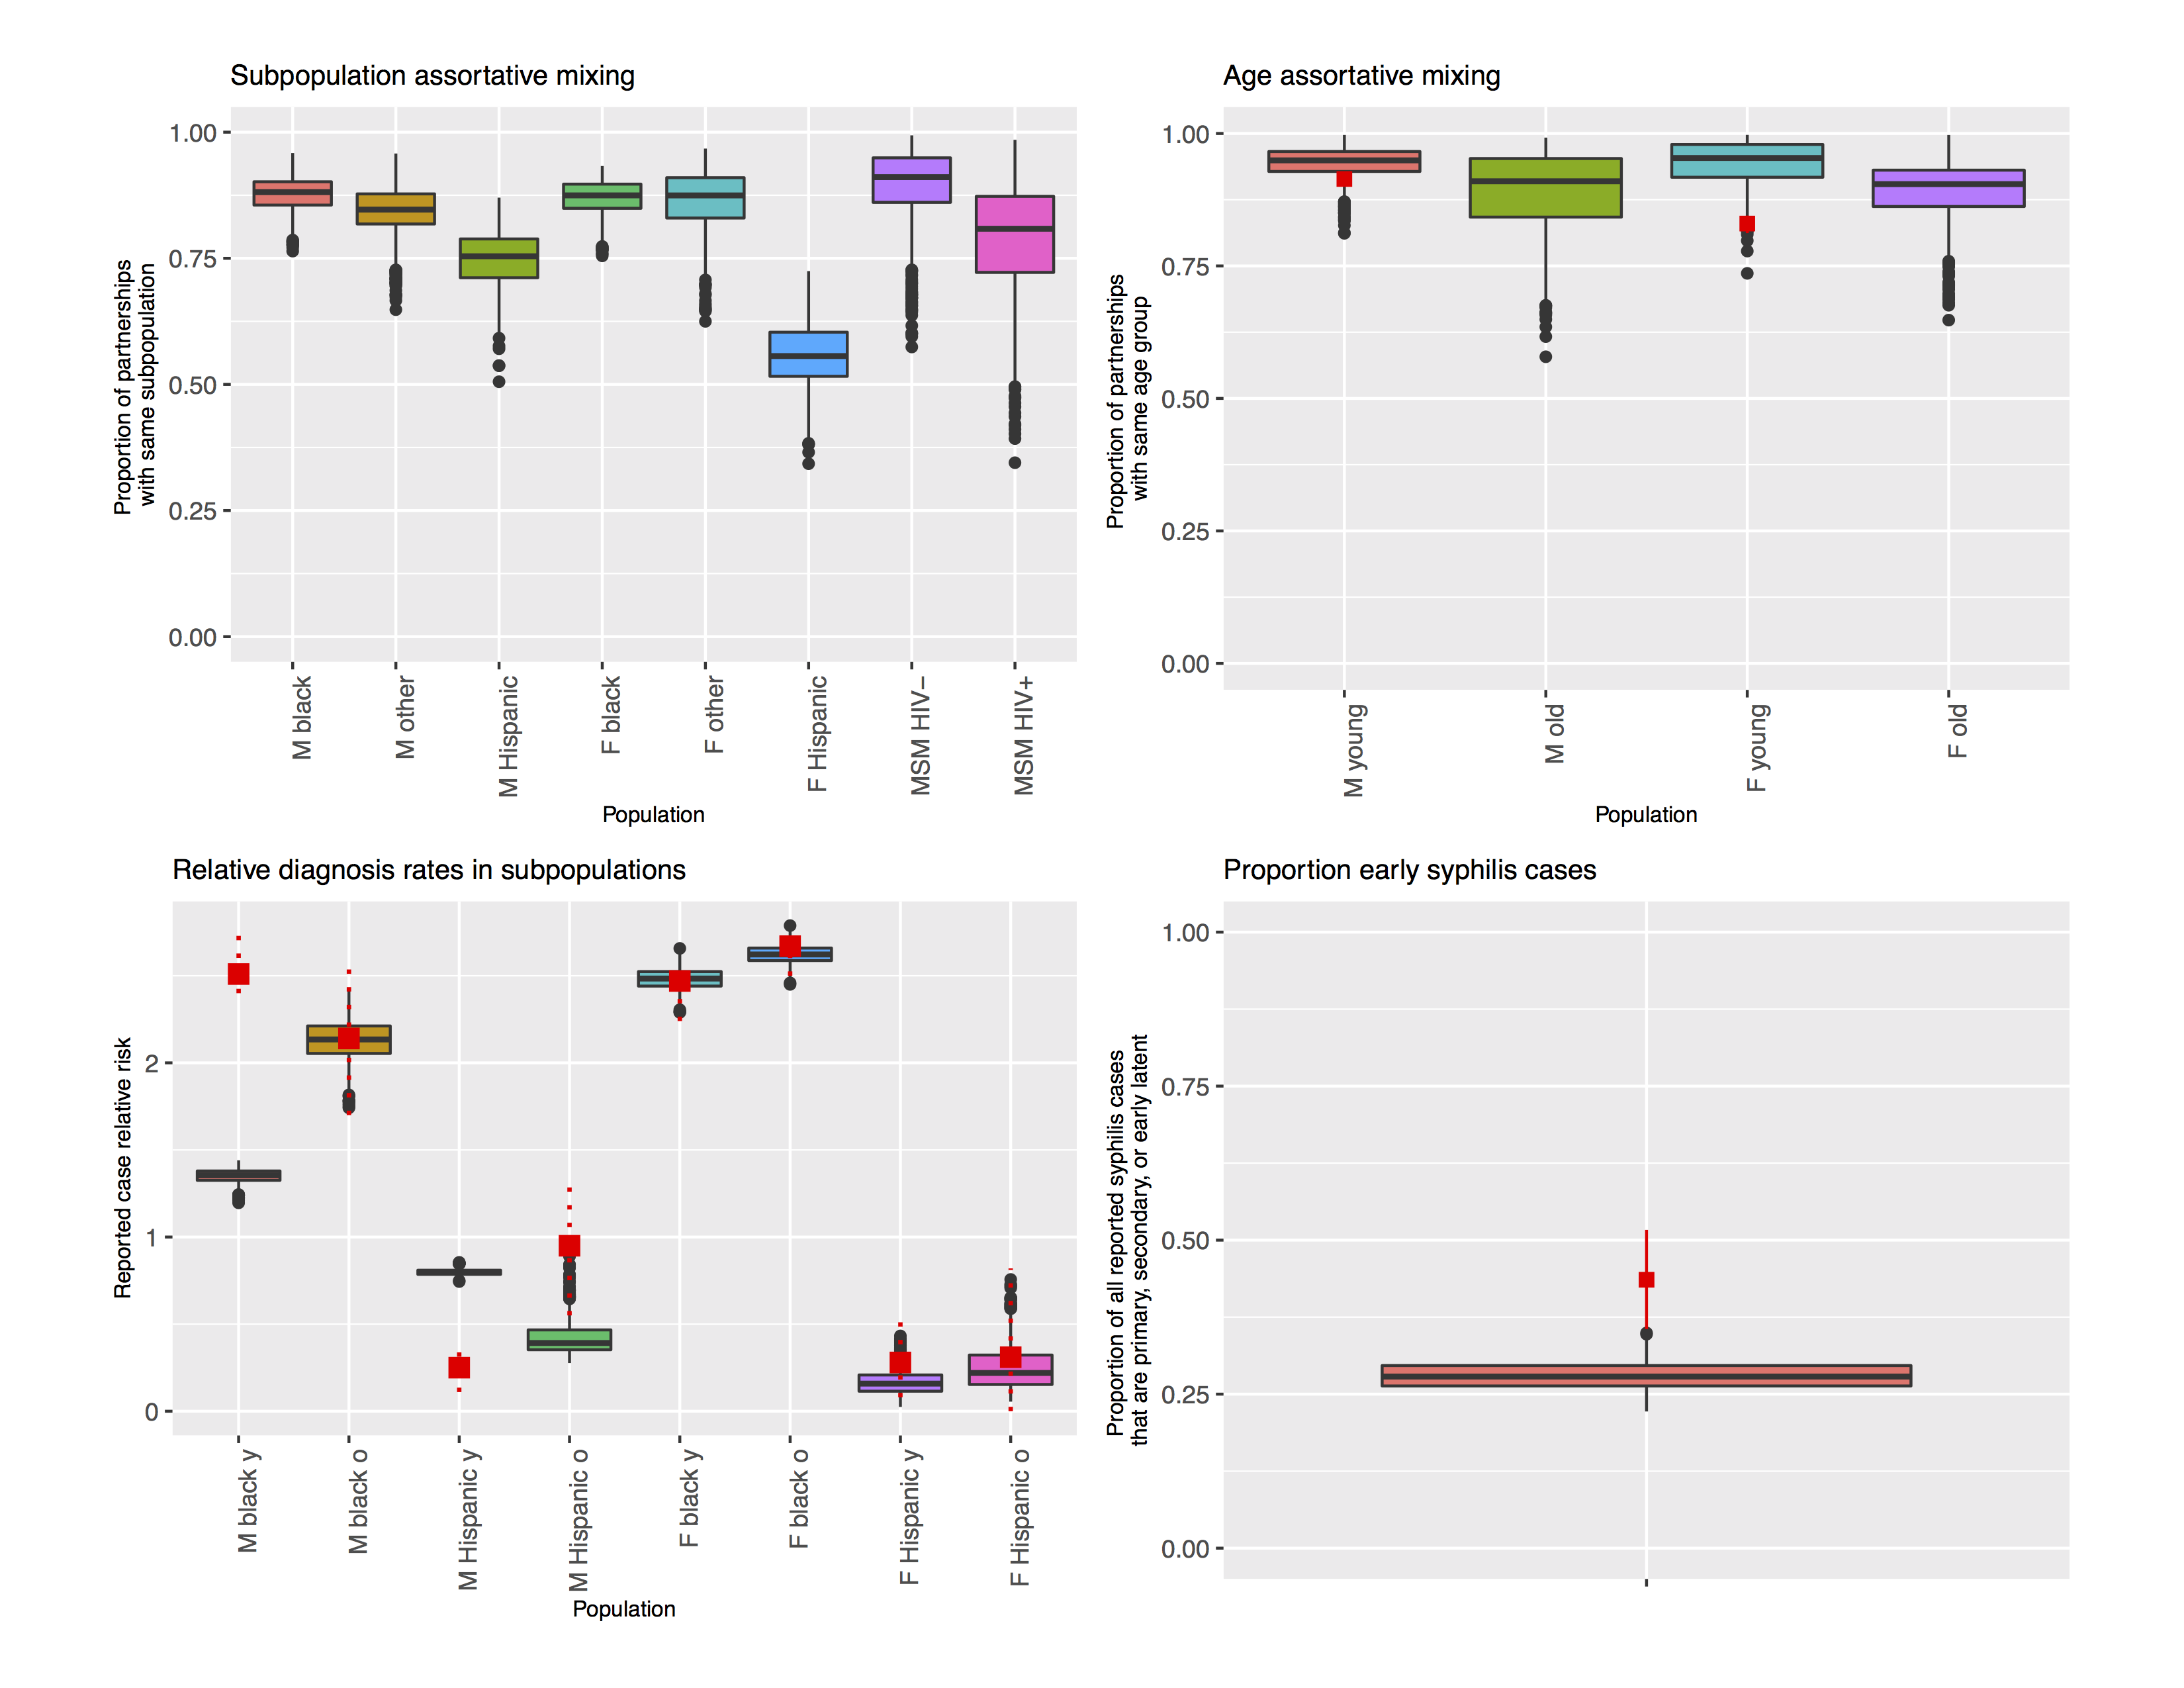 Subpopulation assortative mixing
Proportion of partnerships
with same subpopulation
1.00
0.75
0.50
0.25
0.00
M black
M other
M Hispanic
F black
F other
F Hispanic
MSM HIV−
MSM HIV+
Population
Age assortative mixing
Proportion of partnerships
with same age group
1.00
0.75
0.50
0.25
0.00
M young
M old
F young
F old
Population
Relative diagnosis rates in subpopulations
Reported case relative risk
2
1
0
M black y
M black o
M Hispanic y
M Hispanic o
F black y
F black o
F Hispanic y
F Hispanic o
Population
Proportion early syphilis cases
Proportion of all reported syphilis cases
that are primary, secondary, or early latent
1.00
0.75
0.50
0.25
0.00